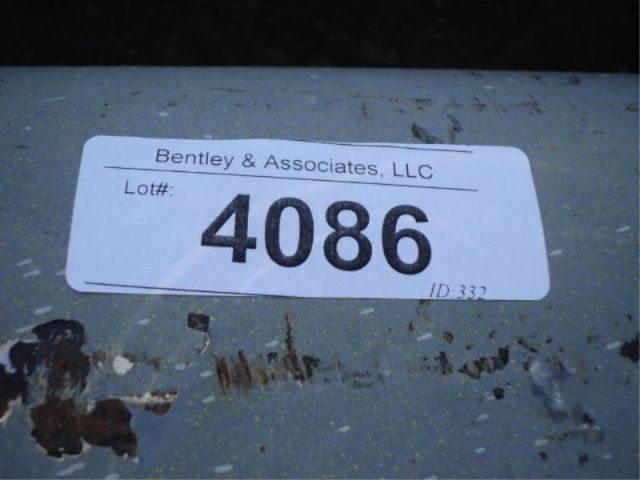 Bentley & Associates, LLC
Lot#:
4086
ID:332